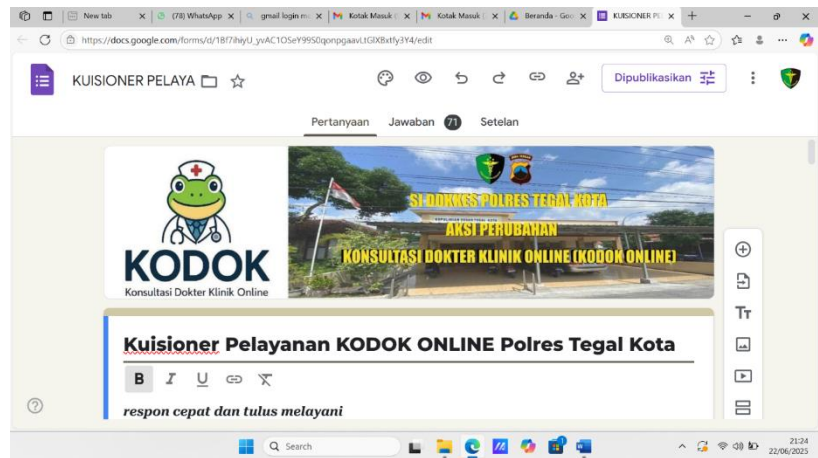 New tab
(78) WhatsApp
gmail login m
Kotak Masuk
Kotak Masuk
Beranda - Goo
KUISIONER PE
https://docs.google.com/forms/d/18f7ihiyU_yvAC1OSeY99S0qonpgaavLtGlXBxtfy3Y4/edit
KUISIONER PELAYA
Dipublikasikan
Pertanyaan Jawaban 71 Setelan
SI DOKKES POLRES TEGAL KOTA
AKSI PERUBAHAN
KONSULTASI DOKTER KLINIK ONLINE (KODOK ONLINE)
KODOK
Konsultasi Dokter Klinik Online
Kuisioner Pelayanan KODOK ONLINE Polres Tegal Kota
B I U
respon cepat dan tulus melayani
Tт
Search
21:24
22/06/2025